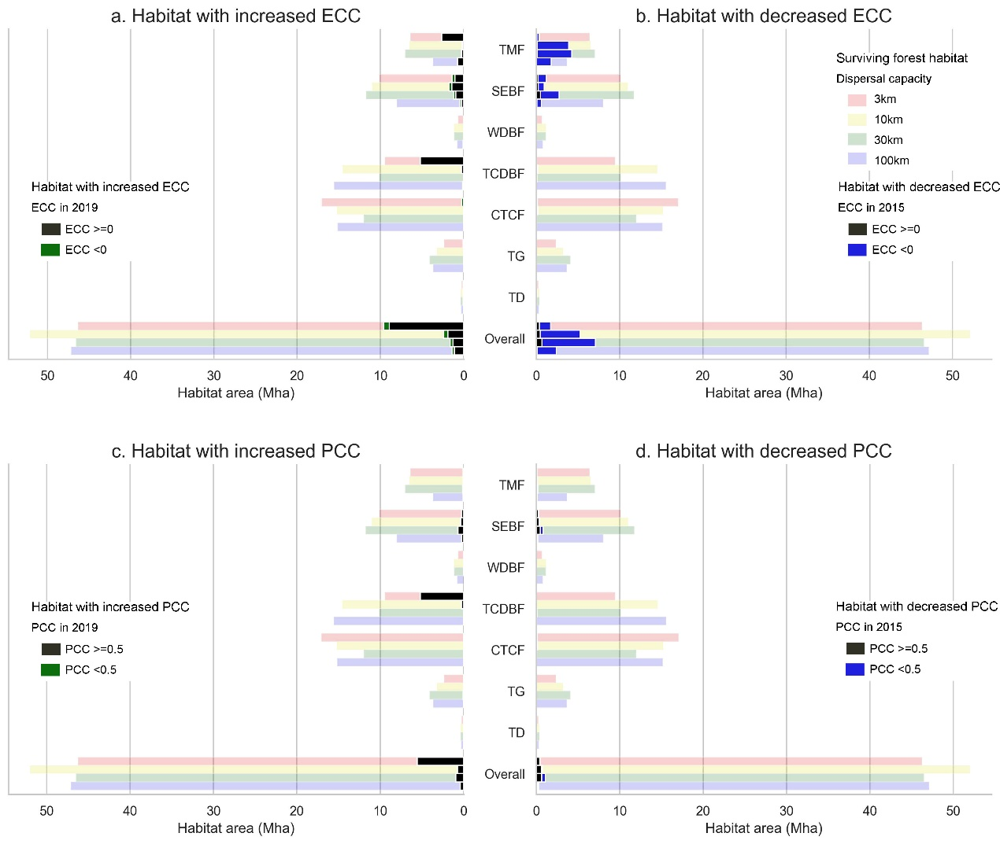 a. Habitat with increased ECC
b. Habitat with decreased ECC
TMF
SEBF
WDBF
TCDBF
CTCF
TG
TD
Overall
Habitat with increased ECC
ECC in 2019
ECC >=0
ECC <0
Surviving forest habitat
Dispersal capacity
3km
10km
30km
100km
Habitat with decreased ECC
ECC in 2015
ECC >=0
ECC <0
50 40 30 20 10 0
Habitat area (Mha)
0 10 20 30 40 50
Habitat area (Mha)
c. Habitat with increased PCC
d. Habitat with decreased PCC
TMF
SEBF
WDBF
TCDBF
CTCF
TG
TD
Overall
Habitat with increased PCC
PCC in 2019
PCC >=0.5
PCC <0.5
Habitat with decreased PCC
PCC in 2015
PCC >=0.5
PCC <0.5
50 40 30 20 10 0
Habitat area (Mha)
0 10 20 30 40 50
Habitat area (Mha)